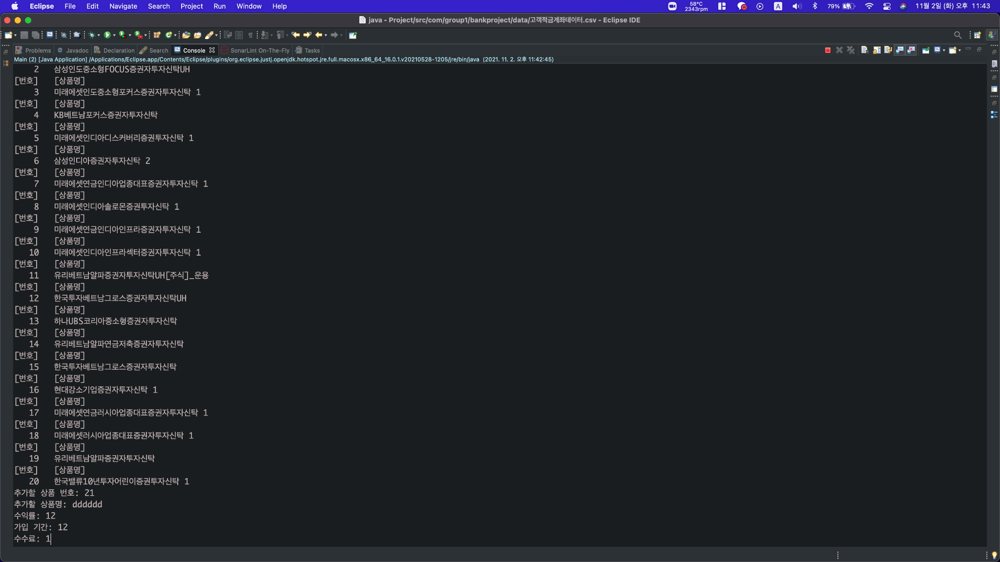 Eclipse File Edit Navigate Search Project Run Window Help 58°C 2343rpm A 79% 11월 2일 (화) 오후 11:43
java - Project/src/com/group1/bankproject/data/고객적금계좌데이터.csv - Eclipse IDE
Problems @ Javadoc Declaration Search Console SonarLint On-The-Fly Tasks
Main (2) [Java Application] /Applications/Eclipse.app/Contents/Eclipse/plugins/org.eclipse.justj.openjdk.hotspot.jre.full.macosx.x86_64_16.0.1.v20210528-1205/jre/bin/java (2021. 11. 2. 오후 11:42:45)
2 삼성인도중소형FOCUS증권자투자신탁UH
[번호] [상품명]
3 미래에셋인도중소형포커스증권자투자신탁 1
[번호] [상품명]
4 KB베트남포커스증권자투자신탁
[번호] [상품명]
5 미래에셋인디아디스커버리증권투자신탁 1
[번호] [상품명]
6 삼성인디아증권자투자신탁 2
[번호] [상품명]
7 미래에셋연금인디아업종대표증권자투자신탁 1
[번호] [상품명]
8 미래에셋인디아솔로몬증권투자신탁 1
[번호] [상품명]
9 미래에셋연금인디아인프라증권자투자신탁 1
[번호] [상품명]
10 미래에셋인디아인프라섹터증권자투자신탁 1
[번호] [상품명]
11 유리베트남알파증권자투자신탁UH[주식]_운용
[번호] [상품명]
12 한국투자베트남그로스증권자투자신탁UH
[번호] [상품명]
13 하나UBS코리아중소형증권자투자신탁
[번호] [상품명]
14 유리베트남알파연금저축증권자투자신탁
[번호] [상품명]
15 한국투자베트남그로스증권자투자신탁
[번호] [상품명]
16 현대강소기업증권자투자신탁 1
[번호] [상품명]
17 미래에셋연금러시아업종대표증권자투자신탁 1
[번호] [상품명]
18 미래에셋러시아업종대표증권자투자신탁 1
[번호] [상품명]
19 유리베트남알파증권자투자신탁
[번호] [상품명]
20 한국밸류10년투자어린이증권투자신탁 1
추가할 상품 번호: 21
추가할 상품명: dddddd
수익률: 12
가입 기간: 12
수수료: 1